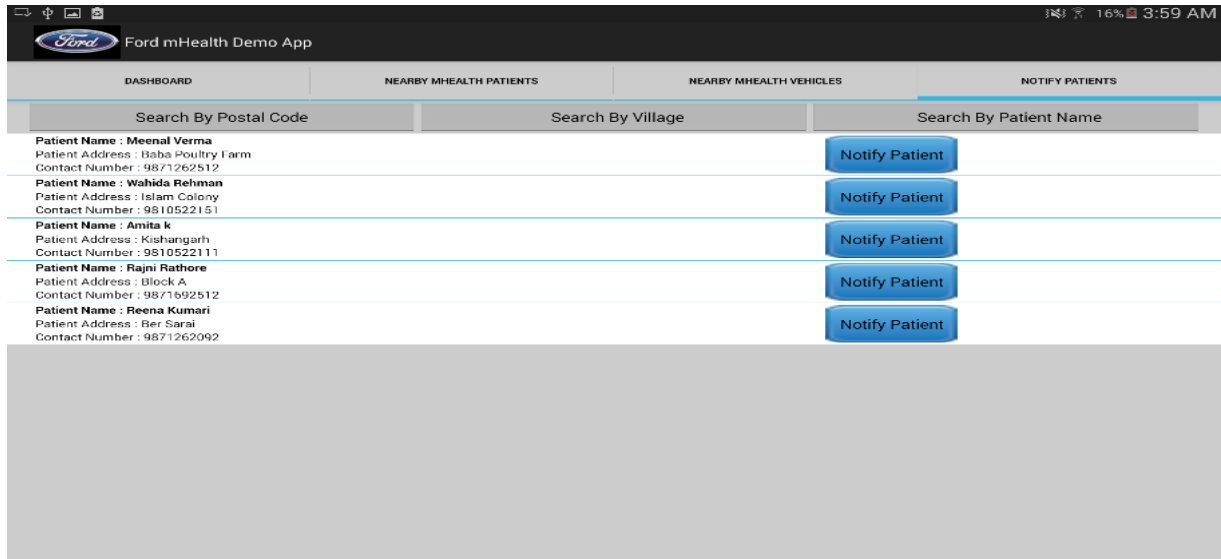 16% 3:59 AM
Ford Ford mHealth Demo App
DASHBOARD NEARBY MHEALTH PATIENTS NEARBY MHEALTH VEHICLES NOTIFY PATIENTS
Search By Postal Code Search By Village Search By Patient Name
Patient Name : Meenal Verma
Patient Address : Baba Poultry Farm
Contact Number : 9871262512
Notify Patient
Patient Name : Wahida Rehman
Patient Address : Islam Colony
Contact Number : 9810522151
Notify Patient
Patient Name : Amita k
Patient Address : Kishangarh
Contact Number : 9810522111
Notify Patient
Patient Name : Rajni Rathore
Patient Address : Block A
Contact Number : 9871692512
Notify Patient
Patient Name : Reena Kumari
Patient Address : Ber Sarai
Contact Number : 9871262092
Notify Patient